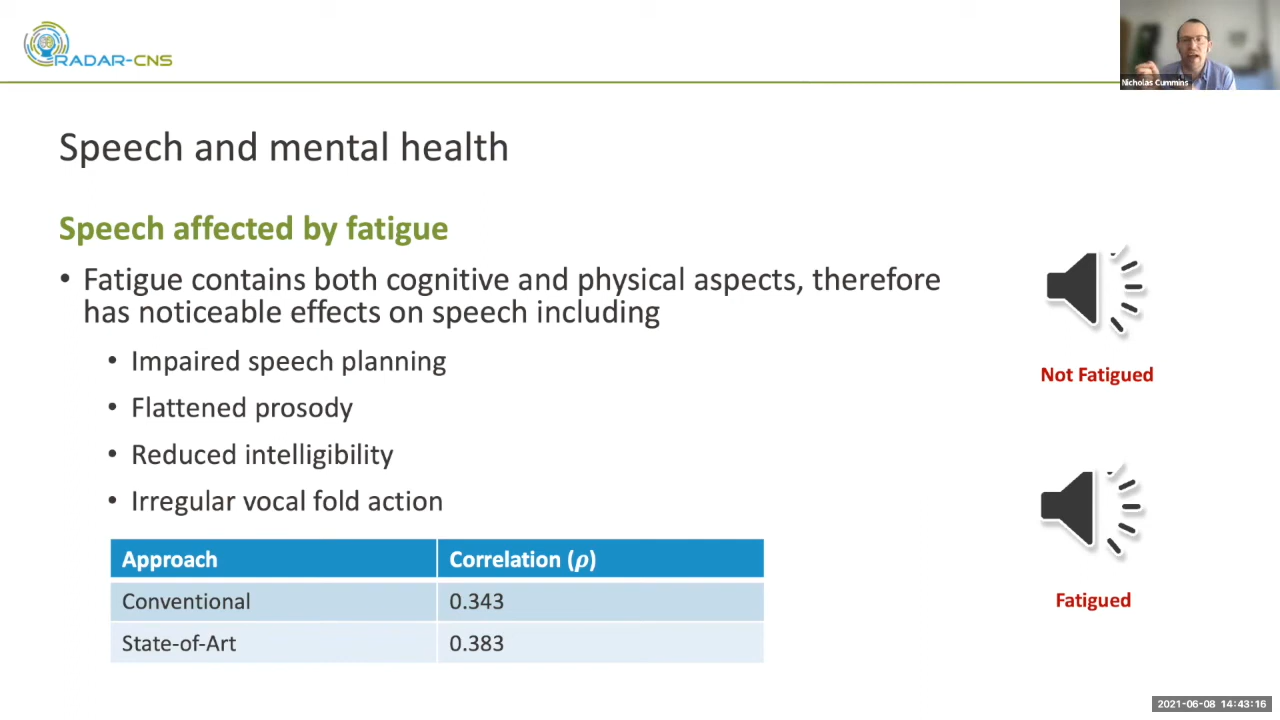 RADAR-CNS
Nicholas Cummins
Speech and mental health
Speech affected by fatigue
• Fatigue contains both cognitive and physical aspects, therefore
has noticeable effects on speech including
• Impaired speech planning
• Flattened prosody
• Reduced intelligibility
• Irregular vocal fold action
Not Fatigued
Approach Correlation (ρ)
Conventional 0.343
State-of-Art 0.383
Fatigued
2021-06-08 14:43:16